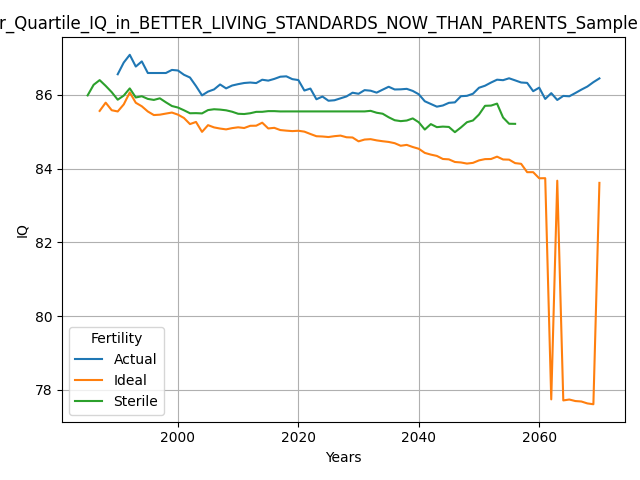 r_Quartile_IQ_in_BETTER_LIVING_STANDARDS_NOW_THAN_PARENTS_Sample
IQ
86
84
82
80
78
Fertility
Actual
Ideal
Sterile
2000
2020
2040
2060
Years